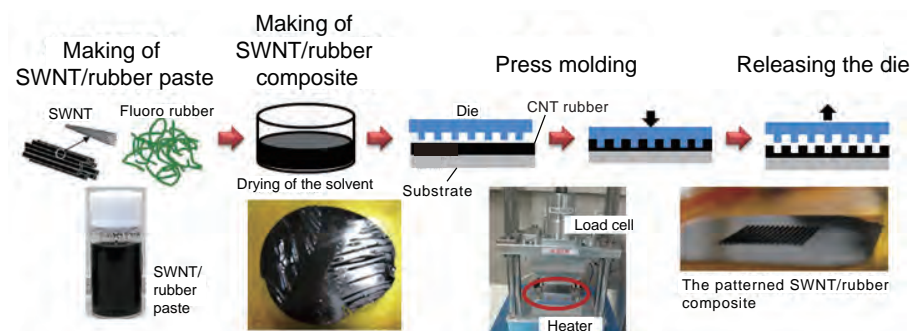 Making of
SWNT/rubber paste
Making of
SWNT/rubber
composite
Press molding
Releasing the die
SWNT
Fluoro rubber
Die
CNT rubber
Drying of the solvent
Substrate
SWNT/
rubber
paste
Load cell
Heater
The patterned SWNT/rubber
composite